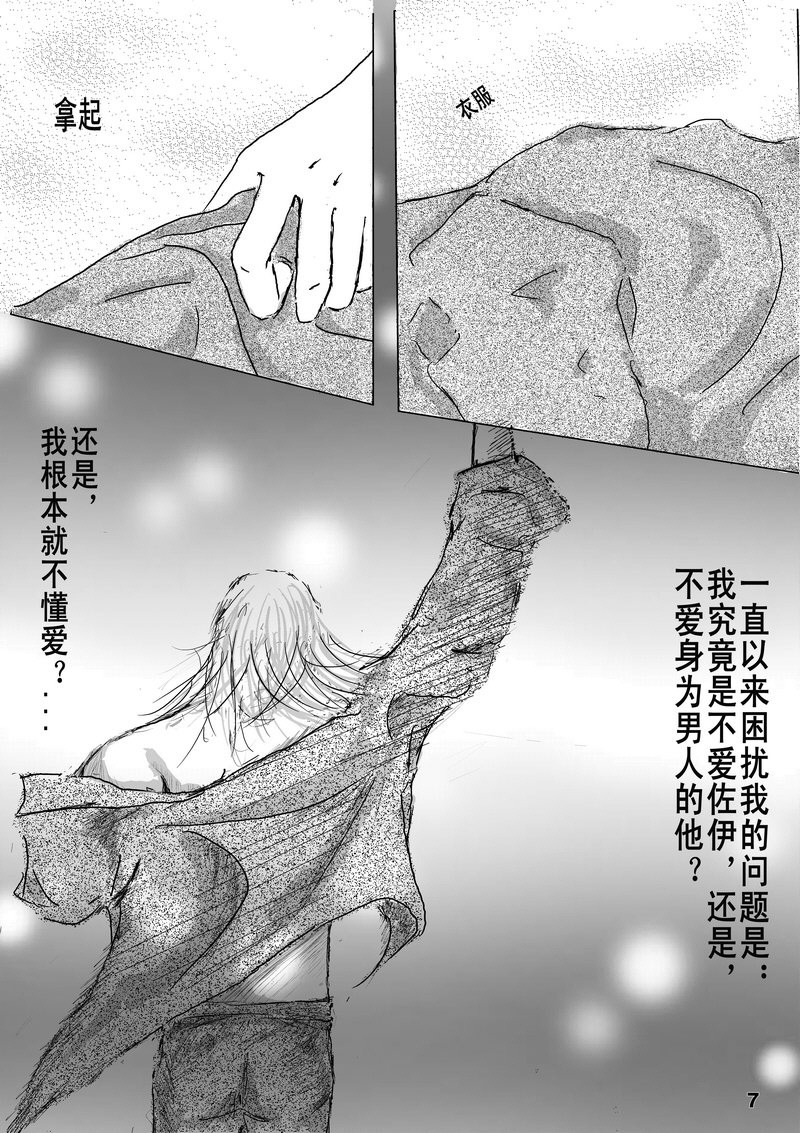 拿起
衣服
一直以来困扰我的问题是：
我究竟是不爱佐伊，还是，
不爱身为男人的他？
还是，
我根本就不懂爱？...
7